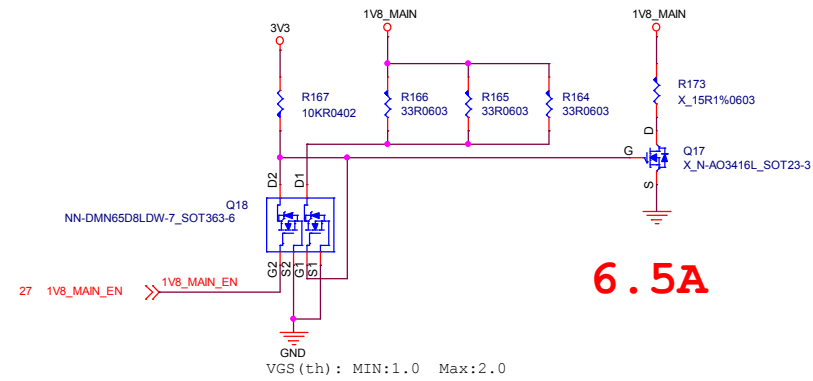 1V8_MAIN
1V8_MAIN
3V3
R167
10KR0402
R166
33R0603
R165
33R0603
R164
33R0603
R173
X_15R1%0603
D
G
Q17
X_N-AO3416L_SOT23-3
S
D2
D1
Q18
NN-DMN65D8LDW-7_SOT363-6
G2
S2
G1
S1
6.5A
27 1V8_MAIN_EN
1V8_MAIN_EN
GND
VGS(th): MIN:1.0 Max:2.0